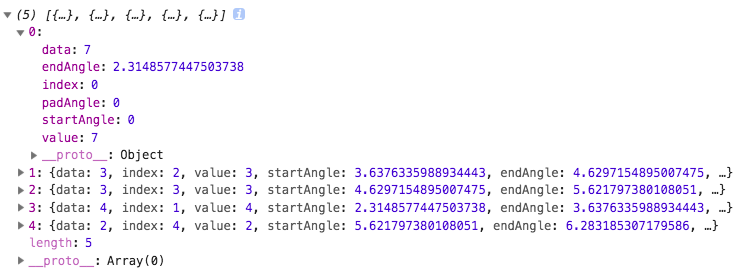 (5) [{…}, {…}, {…}, {…}, {…}] i
0:
data: 7
endAngle: 2.3148577447503738
index: 0
padAngle: 0
startAngle: 0
value: 7
__proto__: Object
1: {data: 3, index: 2, value: 3, startAngle: 3.6376335988934443, endAngle: 4.6297154895007475, …}
2: {data: 3, index: 3, value: 3, startAngle: 4.6297154895007475, endAngle: 5.621797380108051, …}
3: {data: 4, index: 1, value: 4, startAngle: 2.3148577447503738, endAngle: 3.6376335988934443, …}
4: {data: 2, index: 4, value: 2, startAngle: 5.621797380108051, endAngle: 6.283185307179586, …}
length: 5
__proto__: Array(0)